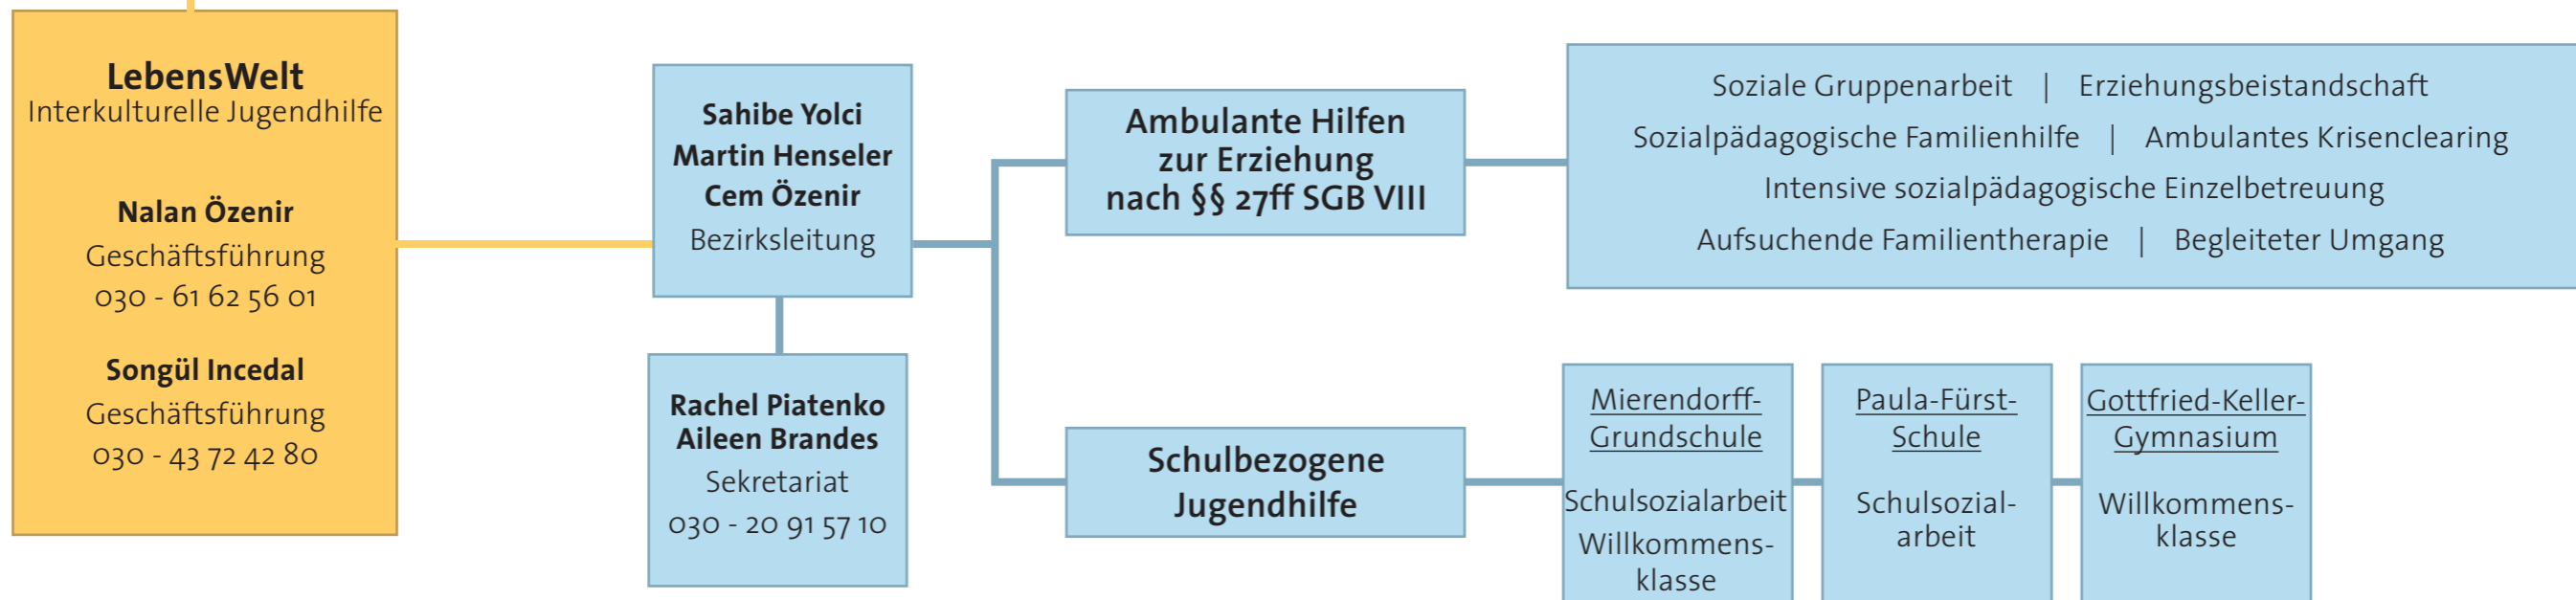 LebensWelt
Interkulturelle Jugendhilfe
Nalan Özenir
Geschäftsführung
030 - 61 62 56 01
Songül Incedal
Geschäftsführung
030 - 43 72 42 80
Sahibe Yolci
Martin Henseler
Cem Özenir
Bezirksleitung
Rachel Piatenko
Aileen Brandes
Sekretariat
030 - 20 91 57 10
Ambulante Hilfen
zur Erziehung
nach §§ 27ff SGB VIII
Soziale Gruppenarbeit | Erziehungsbeistandschaft
Sozialpädagogische Familienhilfe | Ambulantes Krisenclearing
Intensive sozialpädagogische Einzelbetreuung
Aufsuchende Familientherapie | Begleiteter Umgang
Schulbezogene
Jugendhilfe
Mierendorff-
Grundschule
Schulsozialarbeit
Willkommens-
klasse
Paula-Fürst-
Schule
Schulsozial-
arbeit
Gottfried-Keller-
Gymnasium
Willkommens-
klasse